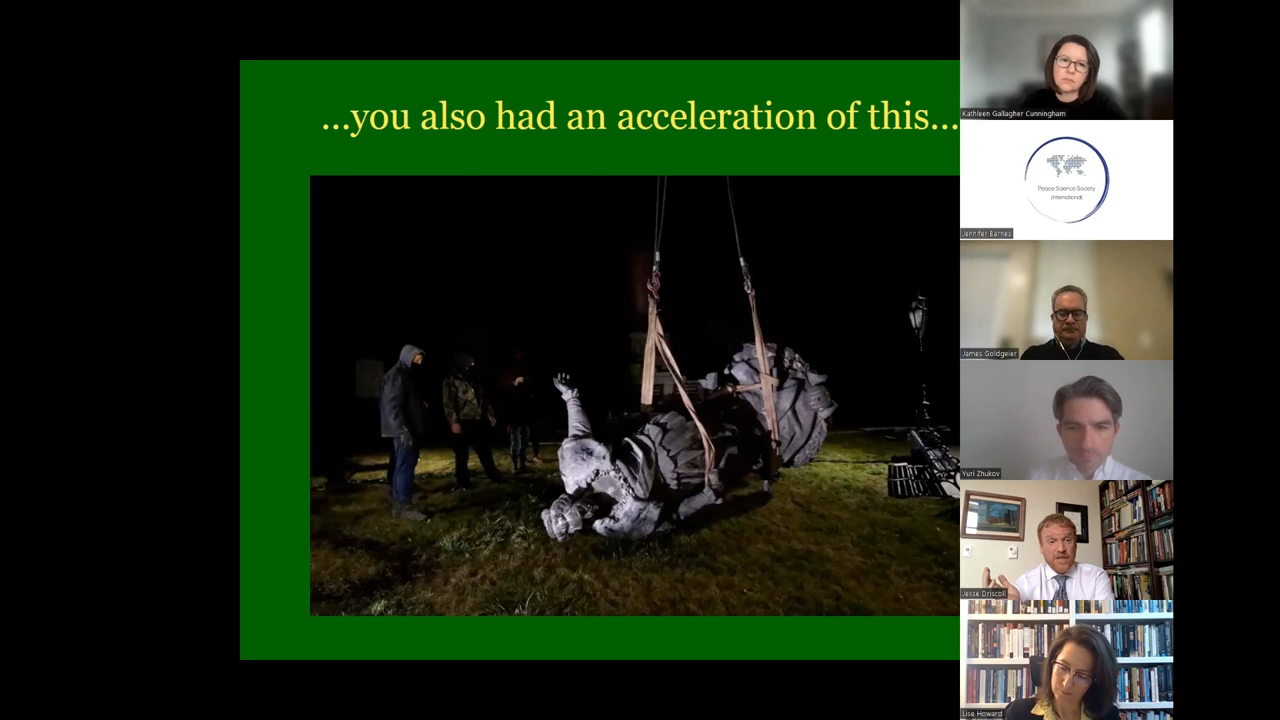 ...you also had an acceleration of this...
Kathleen Gallagher Cunningham
Peace Science Society
(International)
Jennifer Barnes
James Goldgeier
Yuri Zhukov
Jesse Driscoll
Lise Howard